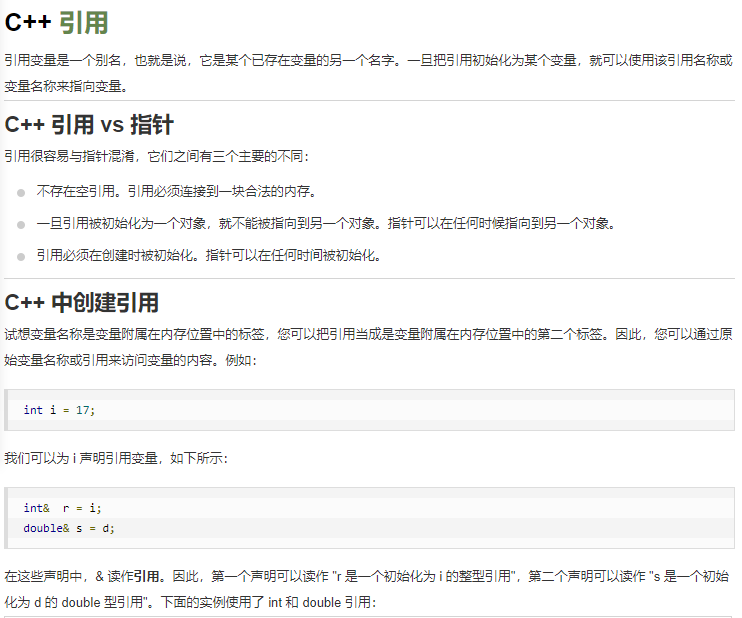 C++ 引用
引用变量是一个别名，也就是说，它是某个已存在变量的另一个名字。一旦把引用初始化为某个变量，就可以使用该引用名称或
变量名称来指向变量。
C++ 引用 vs 指针
引用很容易与指针混淆，它们之间有三个主要的不同：
不存在空引用。引用必须连接到一块合法的内存。
一旦引用被初始化为一个对象，就不能被指向到另一个对象。指针可以在任何时候指向到另一个对象。
引用必须在创建时被初始化。指针可以在任何时间被初始化。
C++ 中创建引用
试想变量名称是变量附属在内存位置中的标签，您可以把引用当成是变量附属在内存位置中的第二个标签。因此，您可以通过原
始变量名称或引用来访问变量的内容。例如：
int i = 17;
我们可以为 i 声明引用变量，如下所示：
int&  r = i;
double& s = d;
在这些声明中，& 读作引用。因此，第一个声明可以读作 "r 是一个初始化为 i 的整型引用"，第二个声明可以读作 "s 是一个初始
化为 d 的 double 型引用"。下面的实例使用了 int 和 double 引用：